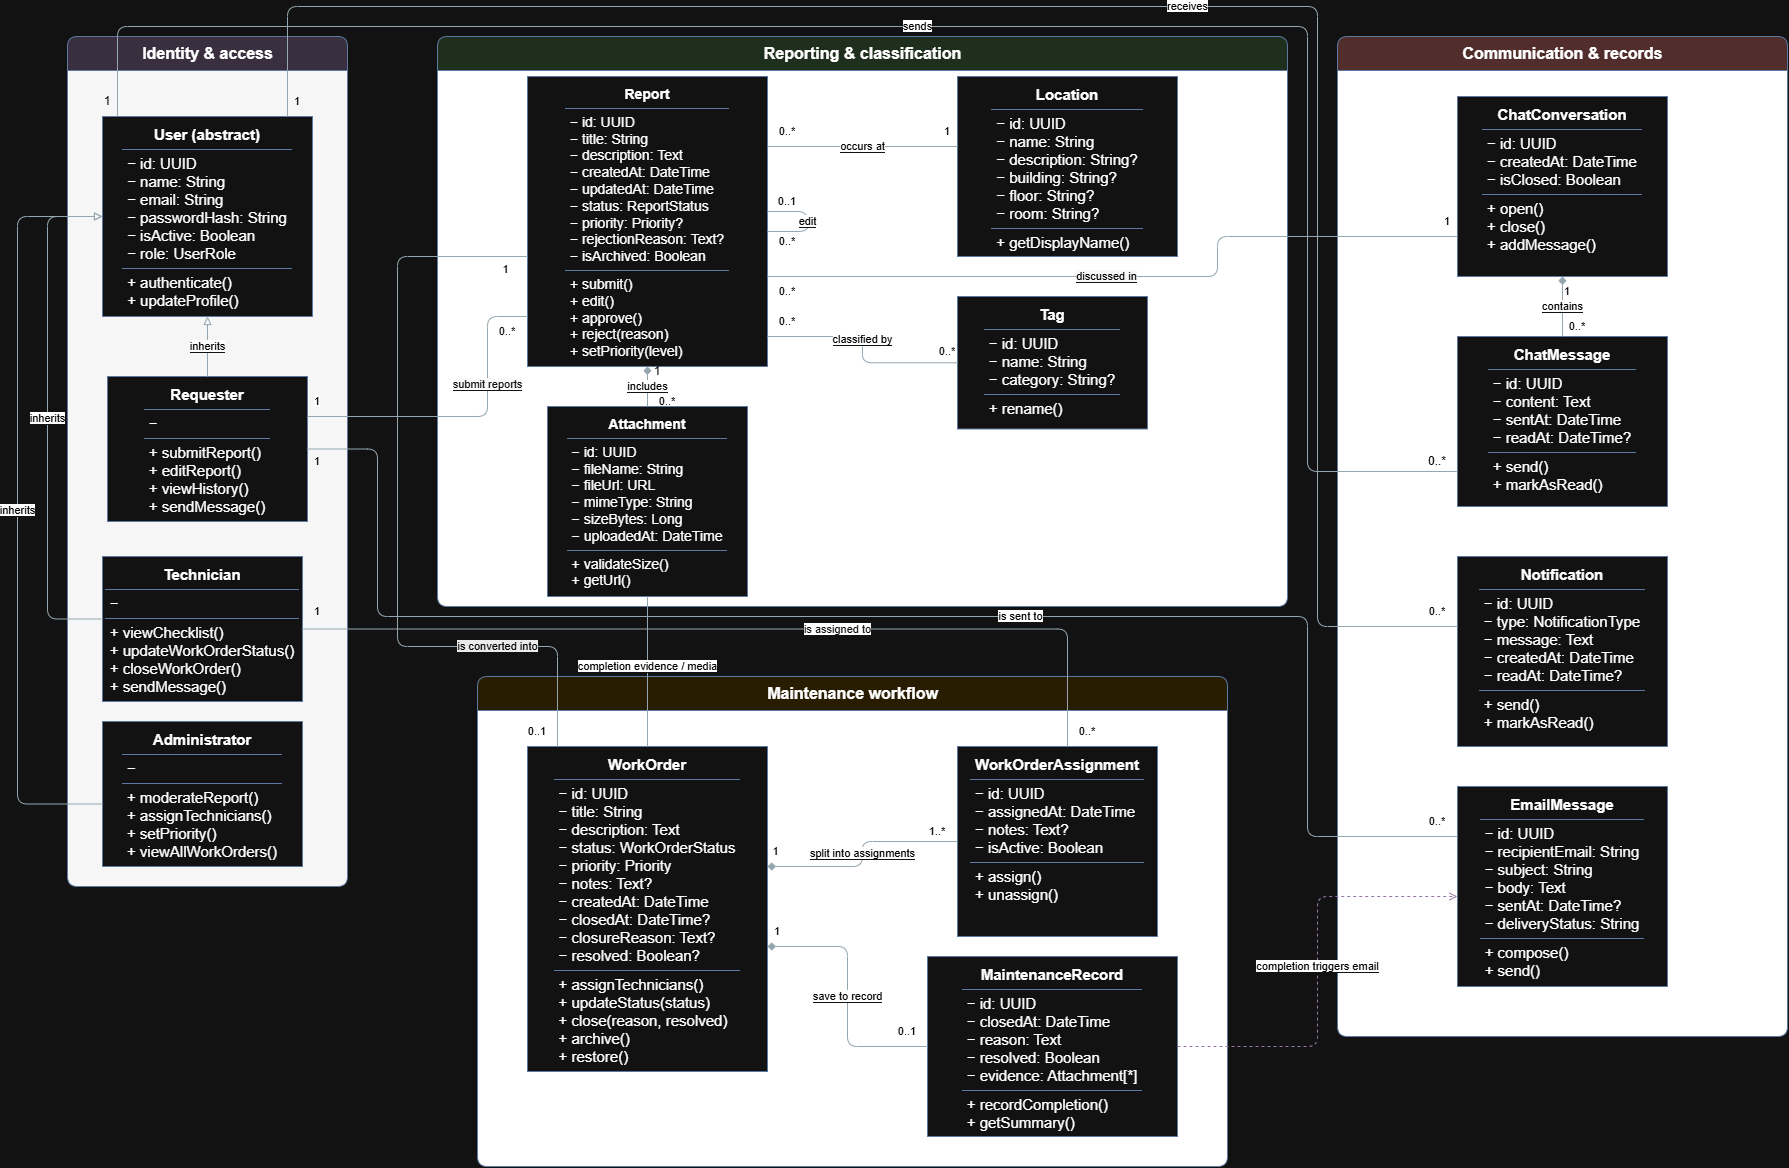 receives
sends
Identity & access
1
1
User (abstract)
− id: UUID
− name: String
− email: String
− passwordHash: String
− isActive: Boolean
− role: UserRole
+ authenticate()
+ updateProfile()
inherits
Requester
−
+ submitReport()
+ editReport()
+ viewHistory()
+ sendMessage()
1
1
inherits
inherits
Technician
−
+ viewChecklist()
+ updateWorkOrderStatus()
+ closeWorkOrder()
+ sendMessage()
1
Administrator
−
+ moderateReport()
+ assignTechnicians()
+ setPriority()
+ viewAllWorkOrders()
Reporting & classification
Report
− id: UUID
− title: String
− description: Text
− createdAt: DateTime
− updatedAt: DateTime
− status: ReportStatus
− priority: Priority?
− rejectionReason: Text?
− isArchived: Boolean
+ submit()
+ edit()
+ approve()
+ reject(reason)
+ setPriority(level)
1
0..*
submit reports
0..*
occurs at
1
0..1
edit
0..*
0..*
discussed in
1
0..*
classified by
0..*
Location
− id: UUID
− name: String
− description: String?
− building: String?
− floor: String?
− room: String?
+ getDisplayName()
Tag
− id: UUID
− name: String
− category: String?
+ rename()
1
includes
0..*
Attachment
− id: UUID
− fileName: String
− fileUrl: URL
− mimeType: String
− sizeBytes: Long
− uploadedAt: DateTime
+ validateSize()
+ getUrl()
is sent to
is assigned to
is converted into
completion evidence / media
Maintenance workflow
0..1
0..*
WorkOrder
− id: UUID
− title: String
− description: Text
− status: WorkOrderStatus
− priority: Priority
− notes: Text?
− createdAt: DateTime
− closedAt: DateTime?
− closureReason: Text?
− resolved: Boolean?
+ assignTechnicians()
+ updateStatus(status)
+ close(reason, resolved)
+ archive()
+ restore()
1
split into assignments
1..*
1
save to record
0..1
WorkOrderAssignment
− id: UUID
− assignedAt: DateTime
− notes: Text?
− isActive: Boolean
+ assign()
+ unassign()
MaintenanceRecord
− id: UUID
− closedAt: DateTime
− reason: Text
− resolved: Boolean
− evidence: Attachment[*]
+ recordCompletion()
+ getSummary()
completion triggers email
Communication & records
ChatConversation
− id: UUID
− createdAt: DateTime
− isClosed: Boolean
+ open()
+ close()
+ addMessage()
1
contains
0..*
ChatMessage
− id: UUID
− content: Text
− sentAt: DateTime
− readAt: DateTime?
+ send()
+ markAsRead()
0..*
Notification
− id: UUID
− type: NotificationType
− message: Text
− createdAt: DateTime
− readAt: DateTime?
+ send()
+ markAsRead()
0..*
EmailMessage
− id: UUID
− recipientEmail: String
− subject: String
− body: Text
− sentAt: DateTime?
− deliveryStatus: String
+ compose()
+ send()
0..*